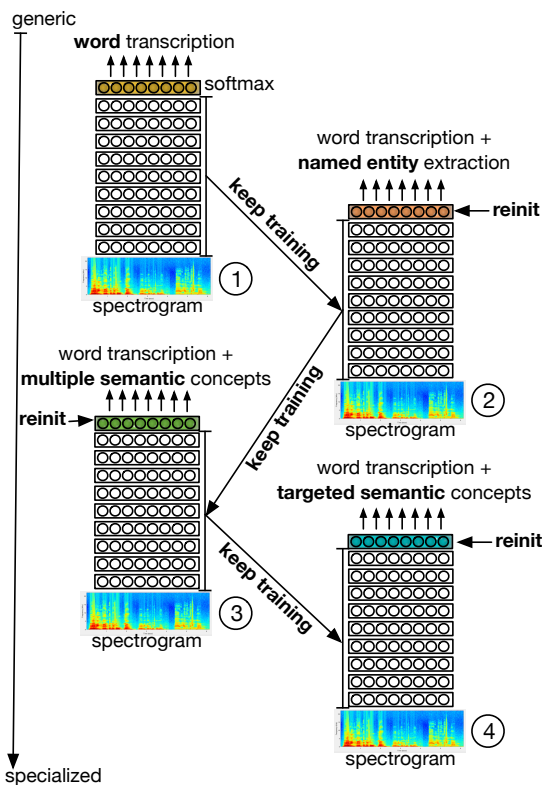 generic
word transcription
softmax
keep training
1
spectrogram
word transcription +
named entity extraction
reinit
2
spectrogram
keep training
word transcription +
multiple semantic concepts
reinit
3
spectrogram
keep training
word transcription +
targeted semantic concepts
reinit
4
spectrogram
specialized